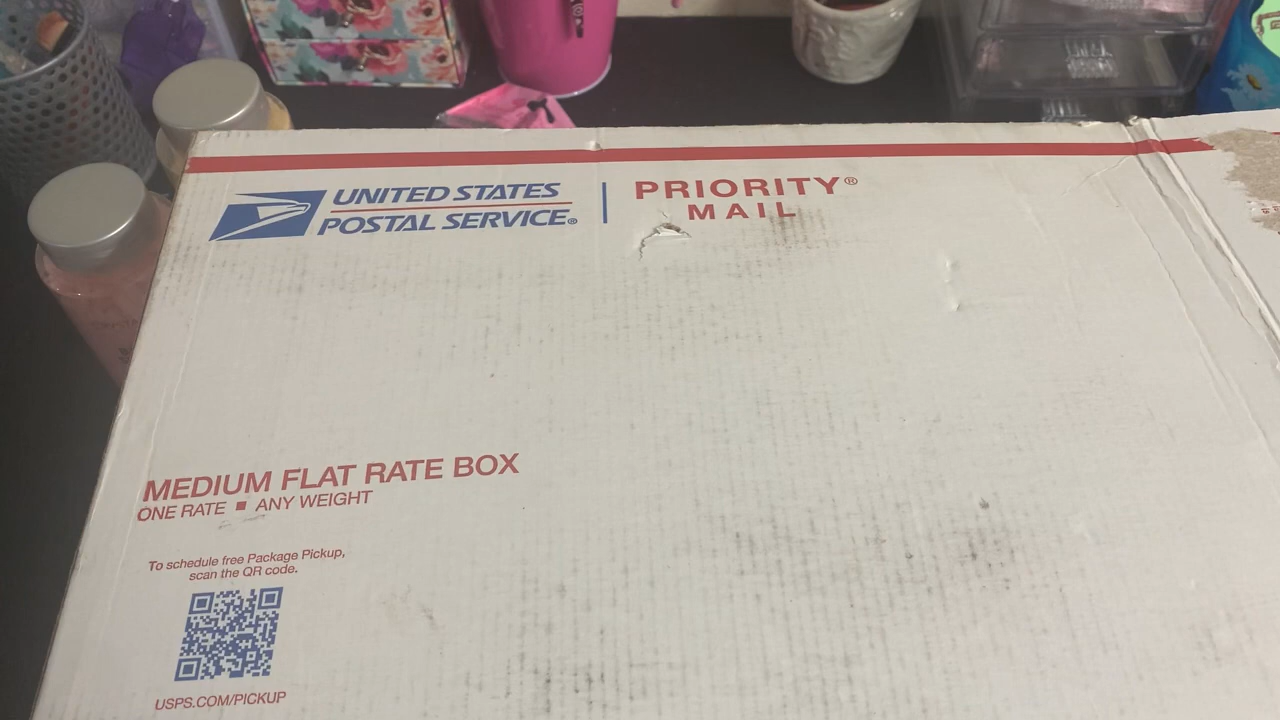 UNITED STATES
POSTAL SERVICE®
PRIORITY®
MAIL
MEDIUM FLAT RATE BOX
ONE RATE ■ ANY WEIGHT
To schedule free Package Pickup,
scan the QR code.
USPS.COM/PICKUP